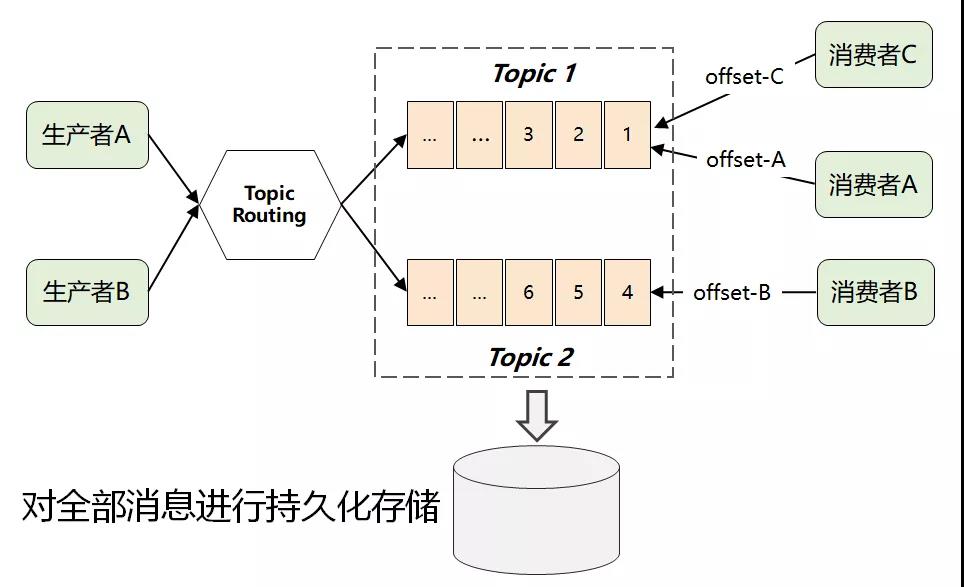 生产者A
生产者B
Topic
Routing
Topic 1
... ... 3 2 1
... ... 6 5 4
Topic 2
offset-C
offset-A
offset-B
消费者C
消费者A
消费者B
对全部消息进行持久化存储